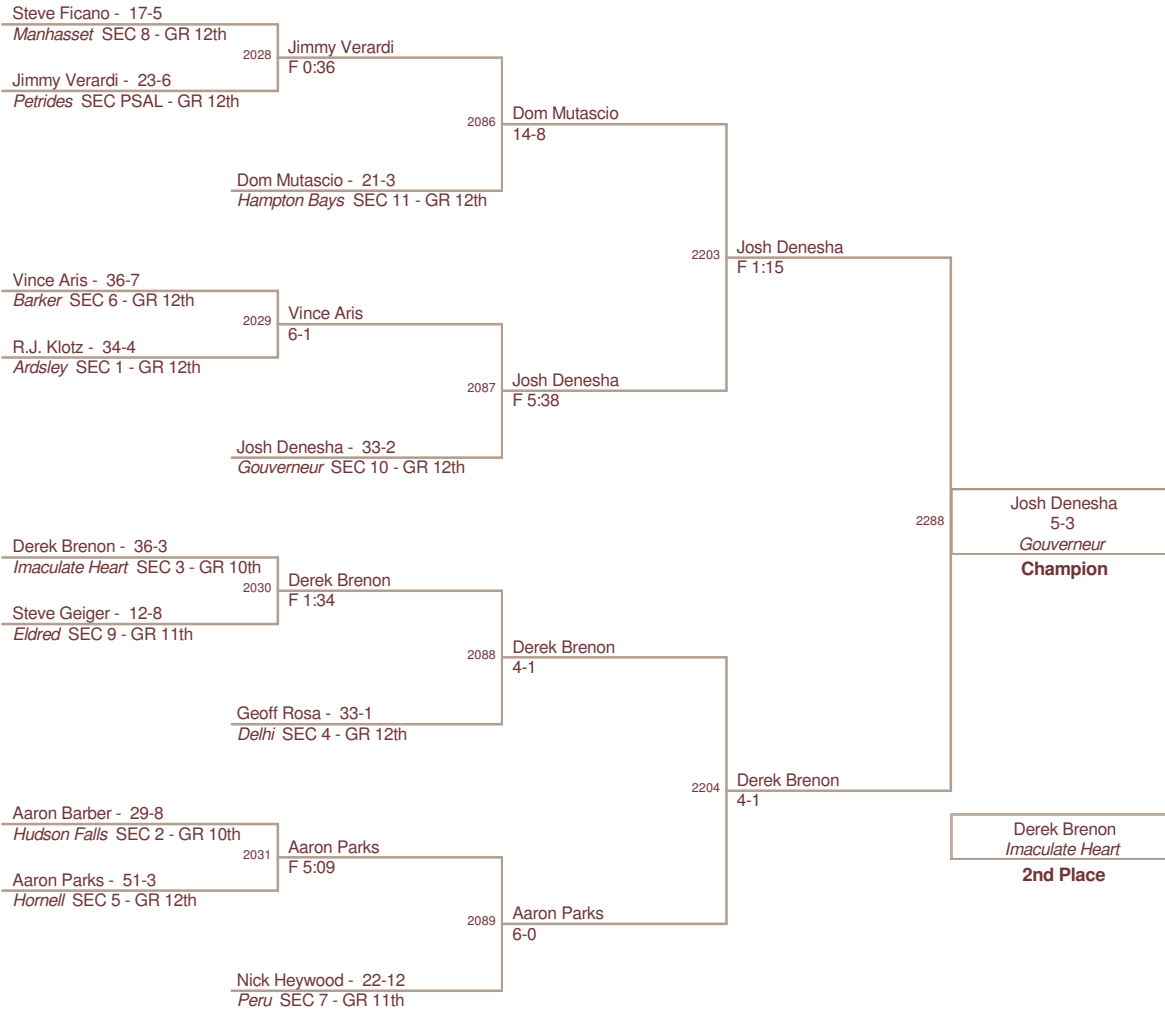 Steve Ficano - 17-5
Manhasset SEC 8 - GR 12th
2028
Jimmy Verardi
F 0:36
Jimmy Verardi - 23-6
Petrides SEC PSAL - GR 12th
2086
Dom Mutascio
14-8
Dom Mutascio - 21-3
Hampton Bays SEC 11 - GR 12th
2203
Josh Denesha
F 1:15
Vince Aris - 36-7
Barker SEC 6 - GR 12th
2029
Vince Aris
6-1
R.J. Klotz - 34-4
Ardsley SEC 1 - GR 12th
2087
Josh Denesha
F 5:38
Josh Denesha - 33-2
Gouverneur SEC 10 - GR 12th
2288
Josh Denesha
5-3
Gouverneur
Champion
Derek Brenon - 36-3
Imaculate Heart SEC 3 - GR 10th
2030
Derek Brenon
F 1:34
Steve Geiger - 12-8
Eldred SEC 9 - GR 11th
2088
Derek Brenon
4-1
Geoff Rosa - 33-1
Delhi SEC 4 - GR 12th
2204
Derek Brenon
4-1
Aaron Barber - 29-8
Hudson Falls SEC 2 - GR 10th
2031
Aaron Parks
F 5:09
Aaron Parks - 51-3
Hornell SEC 5 - GR 12th
2089
Aaron Parks
6-0
Nick Heywood - 22-12
Peru SEC 7 - GR 11th
Derek Brenon
Imaculate Heart
2nd Place